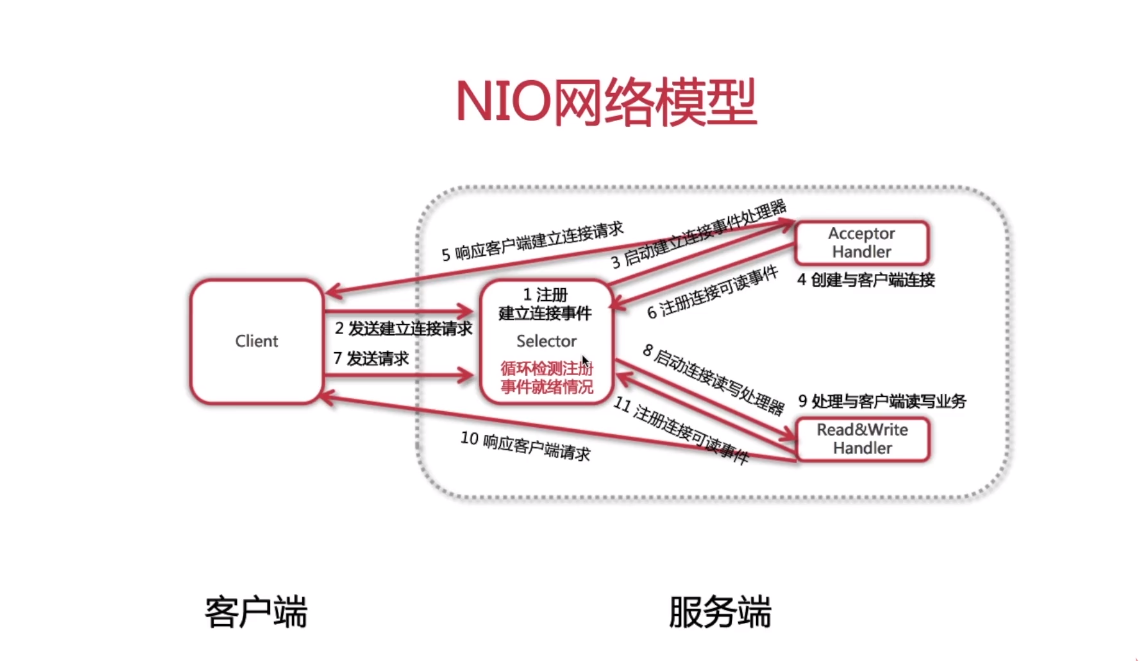 NIO网络模型
5 响应客户端建立连接请求
3 启动建立连接事件处理器
Acceptor
Handler
4 创建与客户端连接
6 注册连接可读事件
1 注册
建立连接事件
Selector
循环检测注册
事件就绪情况
Client
2 发送建立连接请求
7 发送请求
8 启动连接读写处理器
9 处理与客户端读写业务
Read&Write
Handler
11 注册连接可读事件
10 响应客户端请求
客户端
服务端